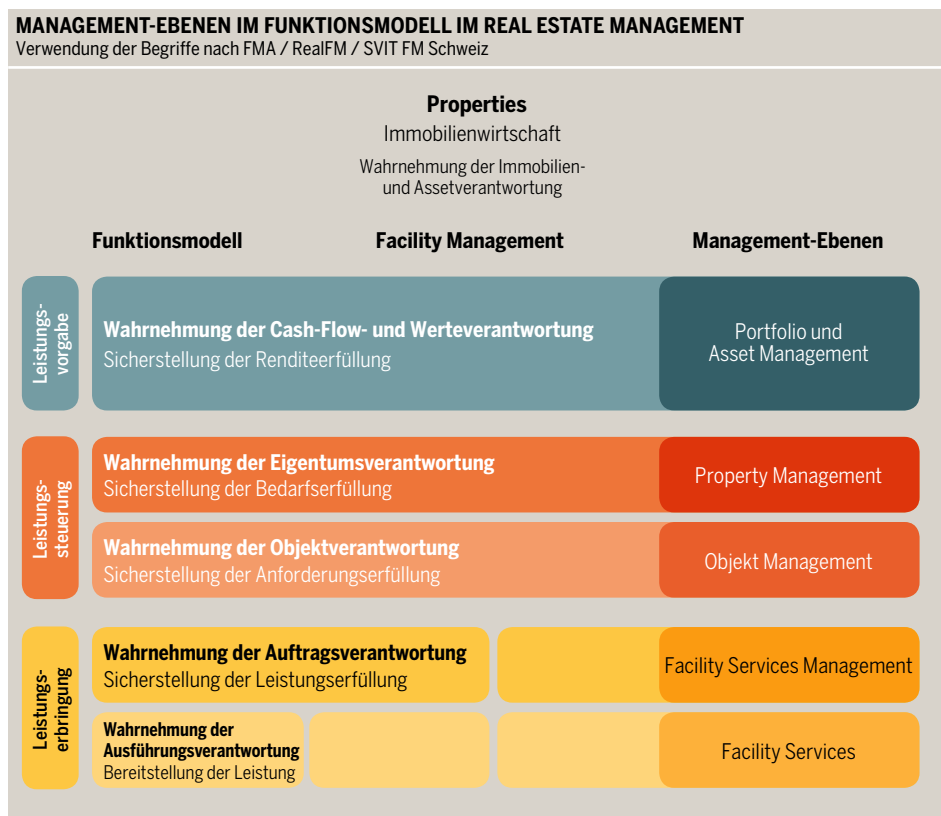 MANAGEMENT-EBENEN IM FUNKTIONSMODELL IM REAL ESTATE MANAGEMENT
Verwendung der Begriffe nach FMA / RealFM / SVIT FM Schweiz
Properties
Immobilienwirtschaft
Wahrnehmung der Immobilien-
und Assetverantwortung
Funktionsmodell
Facility Management
Management-Ebenen
Leistungs-
vorgabe
Wahrnehmung der Cash-Flow- und Werteverantwortung
Sicherstellung der Renditeerfüllung
Portfolio und
Asset Management
Leistungs-
steuerung
Wahrnehmung der Eigentumsverantwortung
Sicherstellung der Bedarfserfüllung
Property Management
Wahrnehmung der Objektverantwortung
Sicherstellung der Anforderungserfüllung
Objekt Management
Leistungs-
erbringung
Wahrnehmung der Auftragsverantwortung
Sicherstellung der Leistungserfüllung
Facility Services Management
Wahrnehmung der
Ausführungsverantwortung
Bereitstellung der Leistung
Facility Services